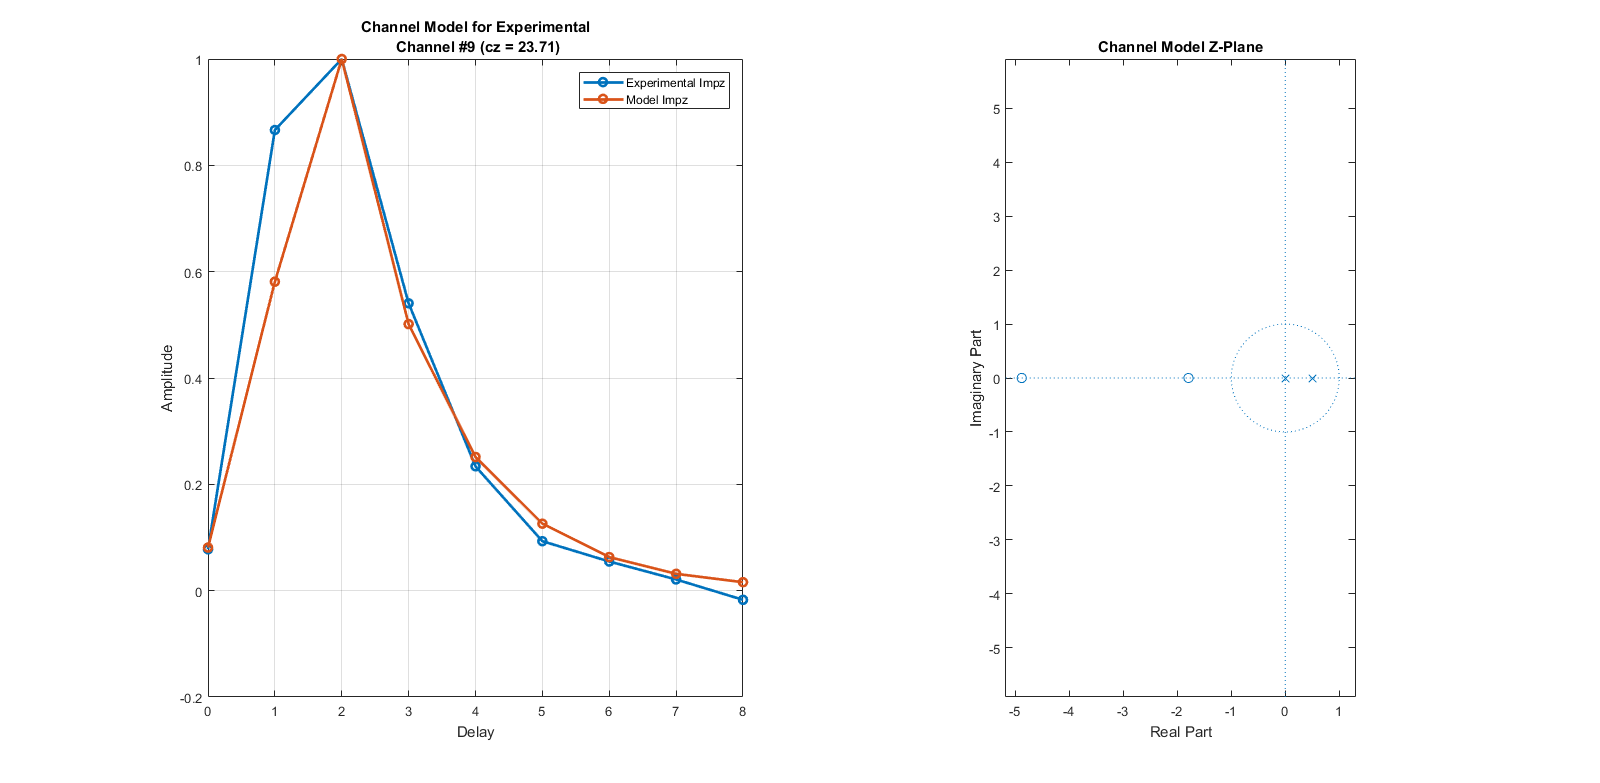 Channel Model for Experimental
Channel #9 (cz = 23.71)
Experimental Impz
Model Impz
1
0.8
0.6
0.4
0.2
0
-0.2
Amplitude
0 1 2 3 4 5 6 7 8
Delay
Channel Model Z-Plane
5
4
3
2
1
0
-1
-2
-3
-4
-5
Imaginary Part
-5 -4 -3 -2 -1 0 1
Real Part